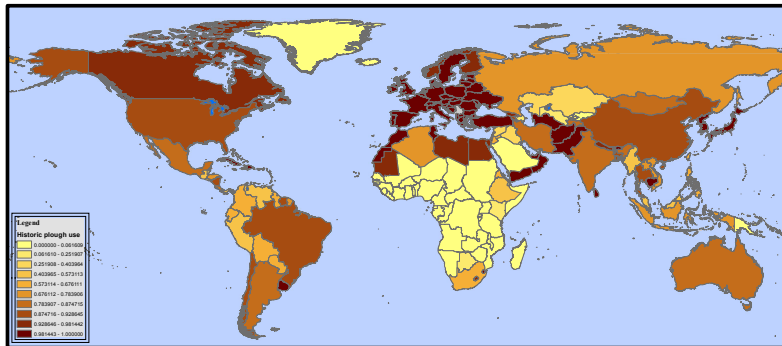 Legend
Historic plough use
0.000000 - 0.061609
0.061610 - 0.251907
0.251908 - 0.403984
0.403985 - 0.573113
0.573114 - 0.676111
0.676112 - 0.783906
0.783907 - 0.874715
0.874716 - 0.928645
0.928646 - 0.981442
0.981443 - 1.000000